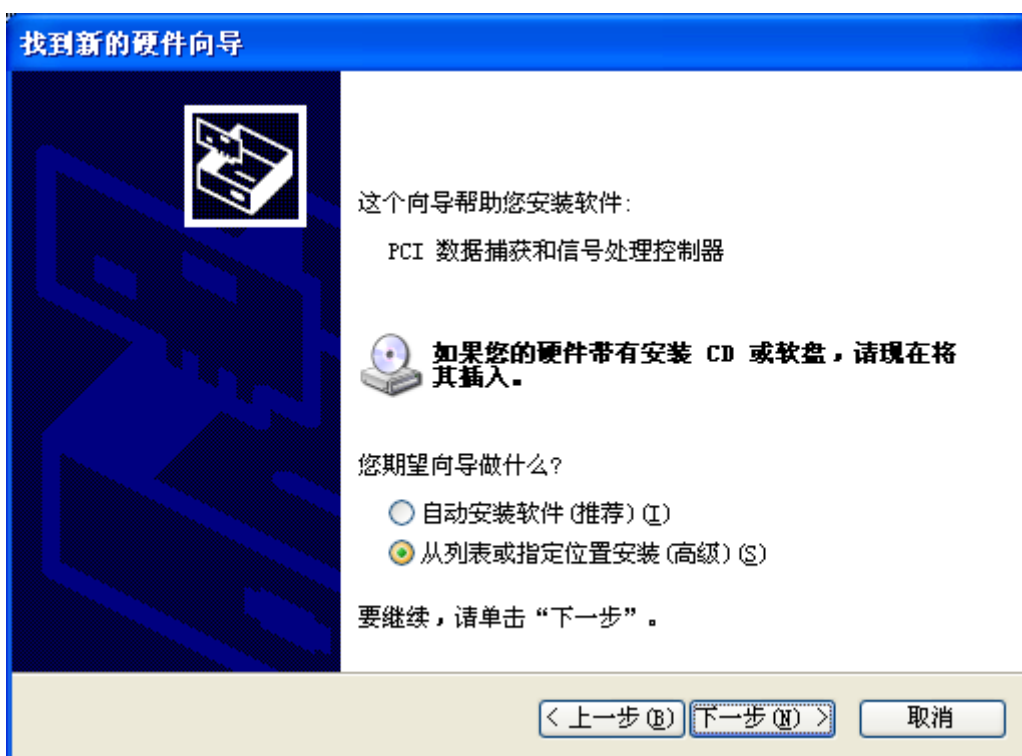 找到新的硬件向导
这个向导帮助您安装软件:
PCI 数据捕获和信号处理控制器
如果您的硬件带有安装 CD 或软盘，请现在将
其插入。
您期望向导做什么?
自动安装软件(推荐)(I)
从列表或指定位置安装(高级)(S)
要继续，请单击“下一步”。
< 上一步(B) 下一步(N) > 取消